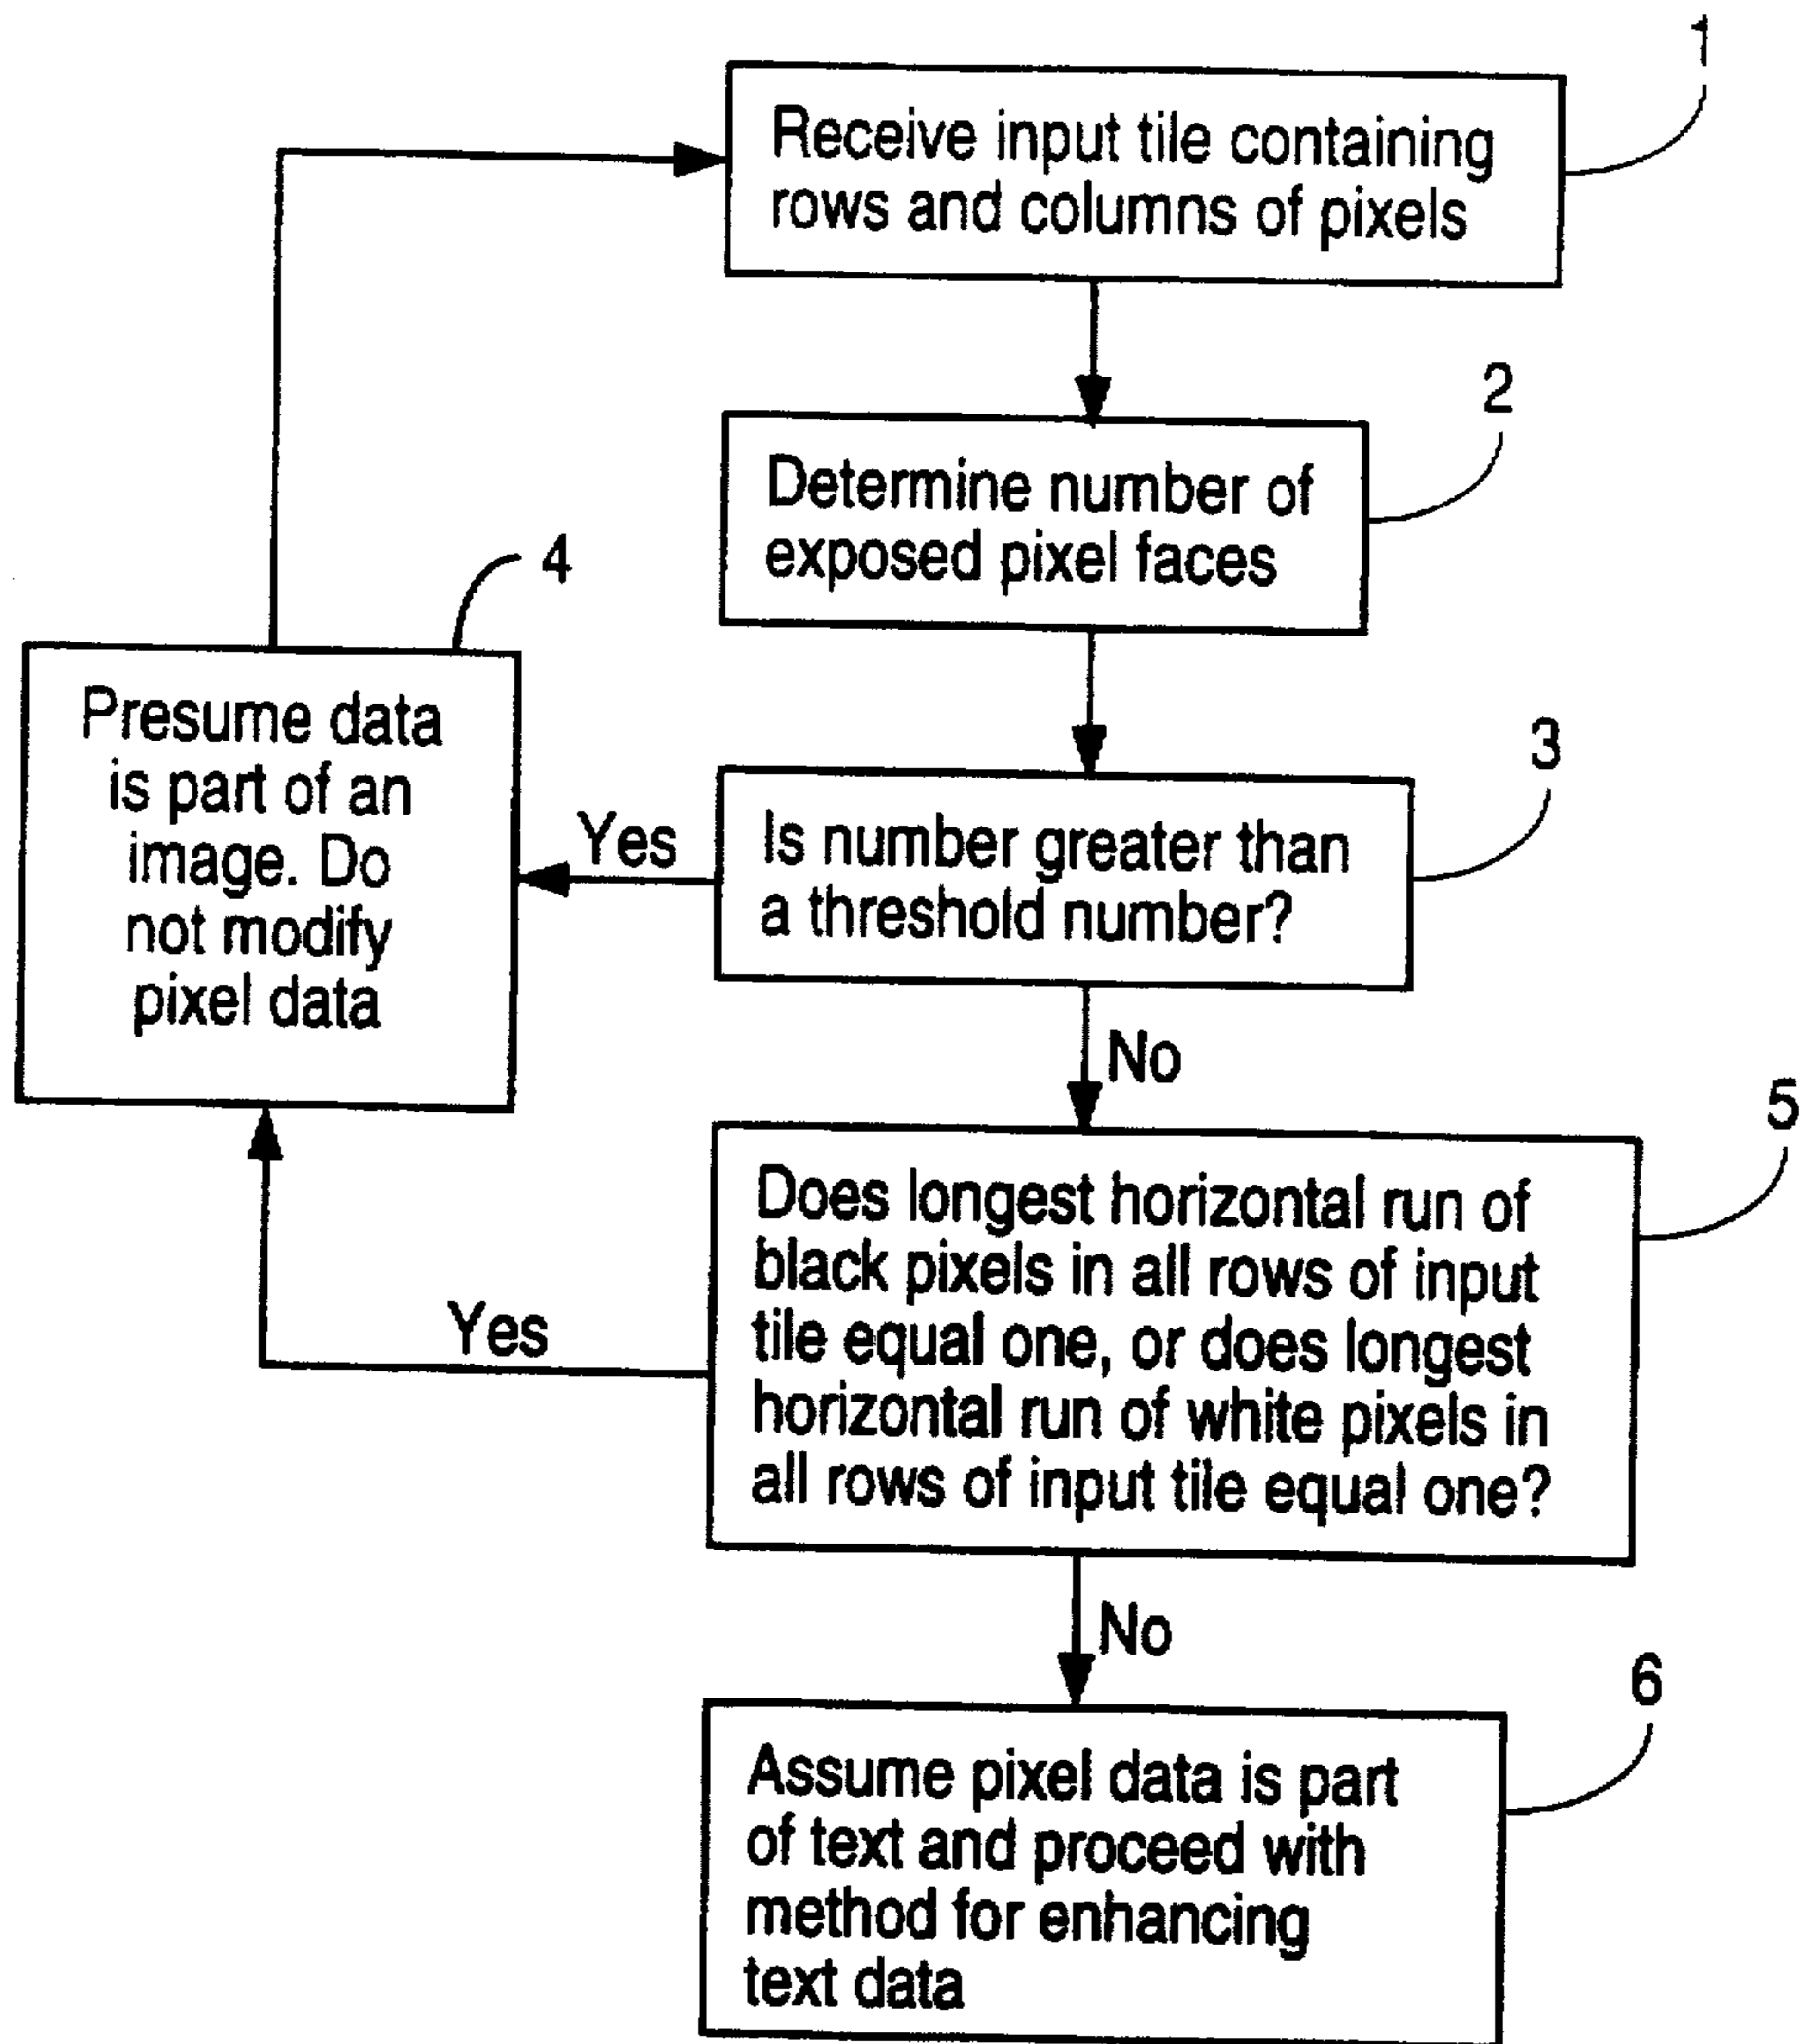 1
Receive input tile containing
rows and columns of pixels
2
Determine number of
exposed pixel faces
4
Presume data
is part of an
image. Do
not modify
pixel data
3
Yes
Is number greater than
a threshold number?
No
5
Does longest horizontal run of
black pixels in all rows of input
tile equal one, or does longest
horizontal run of white pixels in
all rows of input tile equal one?
Yes
No
6
Assume pixel data is part
of text and proceed with
method for enhancing
text data